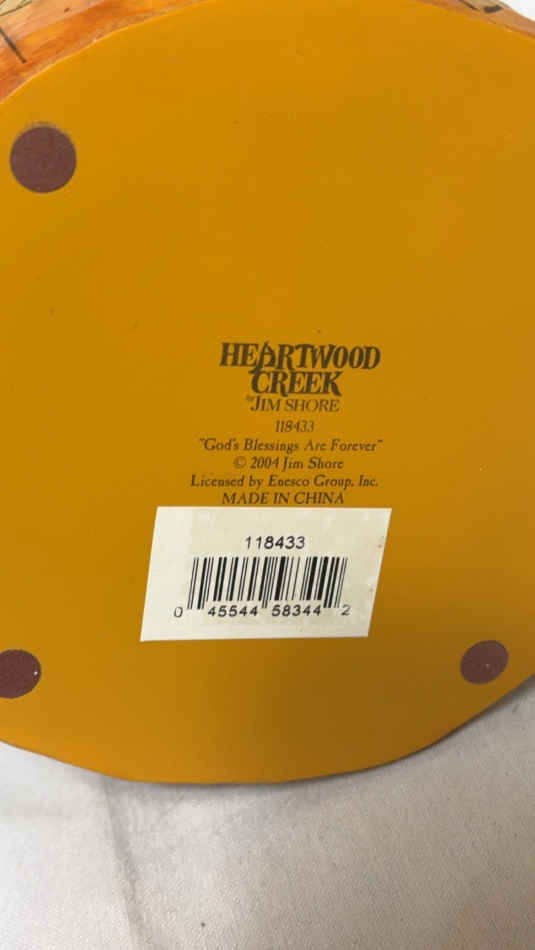 HEARTWOOD
CREEK
by JIM SHORE
118433
"God's Blessings Are Forever"
© 2004 Jim Shore
Licensed by Enesco Group, Inc.
MADE IN CHINA
118433
0 45544 58344 2